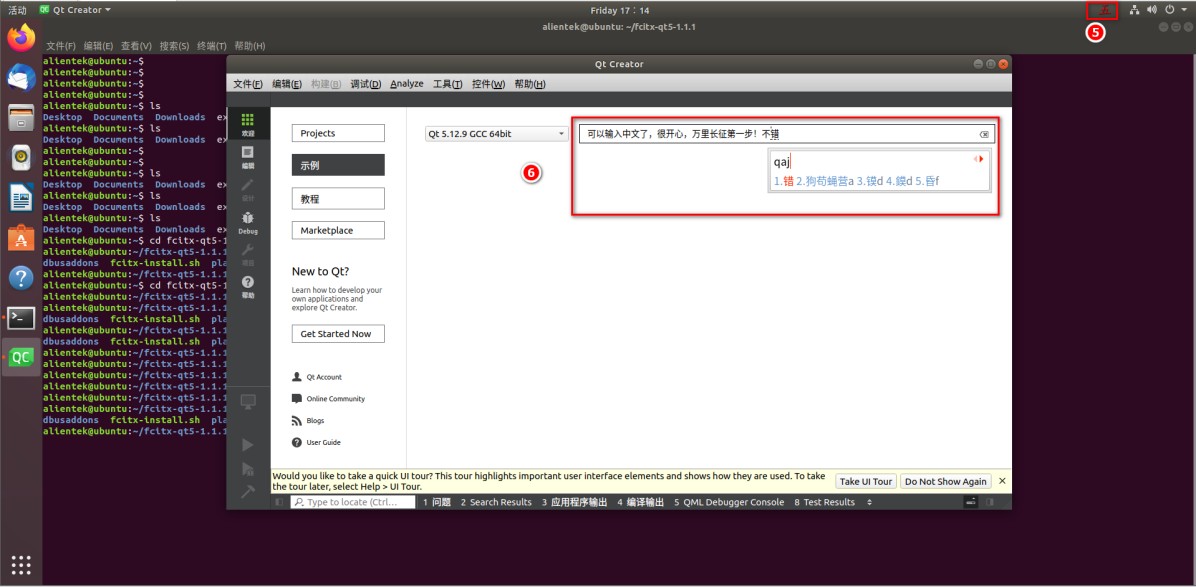 活动 Qt Creator
Friday 17：14
5
alientek@ubuntu: ~/fcitx-qt5-1.1.1
文件(F) 编辑(E) 查看(V) 搜索(S) 终端(T) 帮助(H)
alientek@ubuntu:~$
alientek@ubuntu:~$
alientek@ubuntu:~$
alientek@ubuntu:~$
alientek@ubuntu:~$ ls
Desktop Documents Downloads ex
alientek@ubuntu:~$ ls
Desktop Documents Downloads ex
alientek@ubuntu:~$
alientek@ubuntu:~$
alientek@ubuntu:~$ ls
Desktop Documents Downloads ex
alientek@ubuntu:~$ ls
Desktop Documents Downloads ex
alientek@ubuntu:~$ ls
Desktop Documents Downloads ex
alientek@ubuntu:~$ cd fcitx-qt5-1
alientek@ubuntu:~/fcitx-qt5-1.1.1
dbusaddons fcitx-install.sh pla
alientek@ubuntu:~/fcitx-qt5-1.1.1
alientek@ubuntu:~$ cd fcitx-qt5-1
alientek@ubuntu:~/fcitx-qt5-1.1.1
alientek@ubuntu:~/fcitx-qt5-1.1.1
dbusaddons fcitx-install.sh pla
alientek@ubuntu:~/fcitx-qt5-1.1.1
dbusaddons fcitx-install.sh pla
alientek@ubuntu:~/fcitx-qt5-1.1.1
alientek@ubuntu:~/fcitx-qt5-1.1.1
alientek@ubuntu:~/fcitx-qt5-1.1.1
alientek@ubuntu:~/fcitx-qt5-1.1.1
alientek@ubuntu:~/fcitx-qt5-1.1.1
dbusaddons fcitx-install.sh pla
alientek@ubuntu:~/fcitx-qt5-1.1.1
Qt Creator
文件(F) 编辑(E) 构建(B) 调试(D) Analyze 工具(T) 控件(W) 帮助(H)
欢迎
编辑
设计
Debug
项目
帮助
Projects
示例
教程
Marketplace
New to Qt?
Learn how to develop your
own applications and
explore Qt Creator.
Get Started Now
Qt Account
Online Community
Blogs
User Guide
Qt 5.12.9 GCC 64bit
6
可以输入中文了，很开心，万里长征第一步！不错
qaj
1.错 2.狗苟蝇营a 3.镆d 4.鏌d 5.昏f
Would you like to take a quick UI tour? This tour highlights important user interface elements and shows how they are used. To take
the tour later, select Help > UI Tour.
Take UI Tour
Do Not Show Again
Type to locate (Ctrl...
1 问题 2 Search Results 3 应用程序输出 4 编译输出 5 QML Debugger Console 8 Test Results